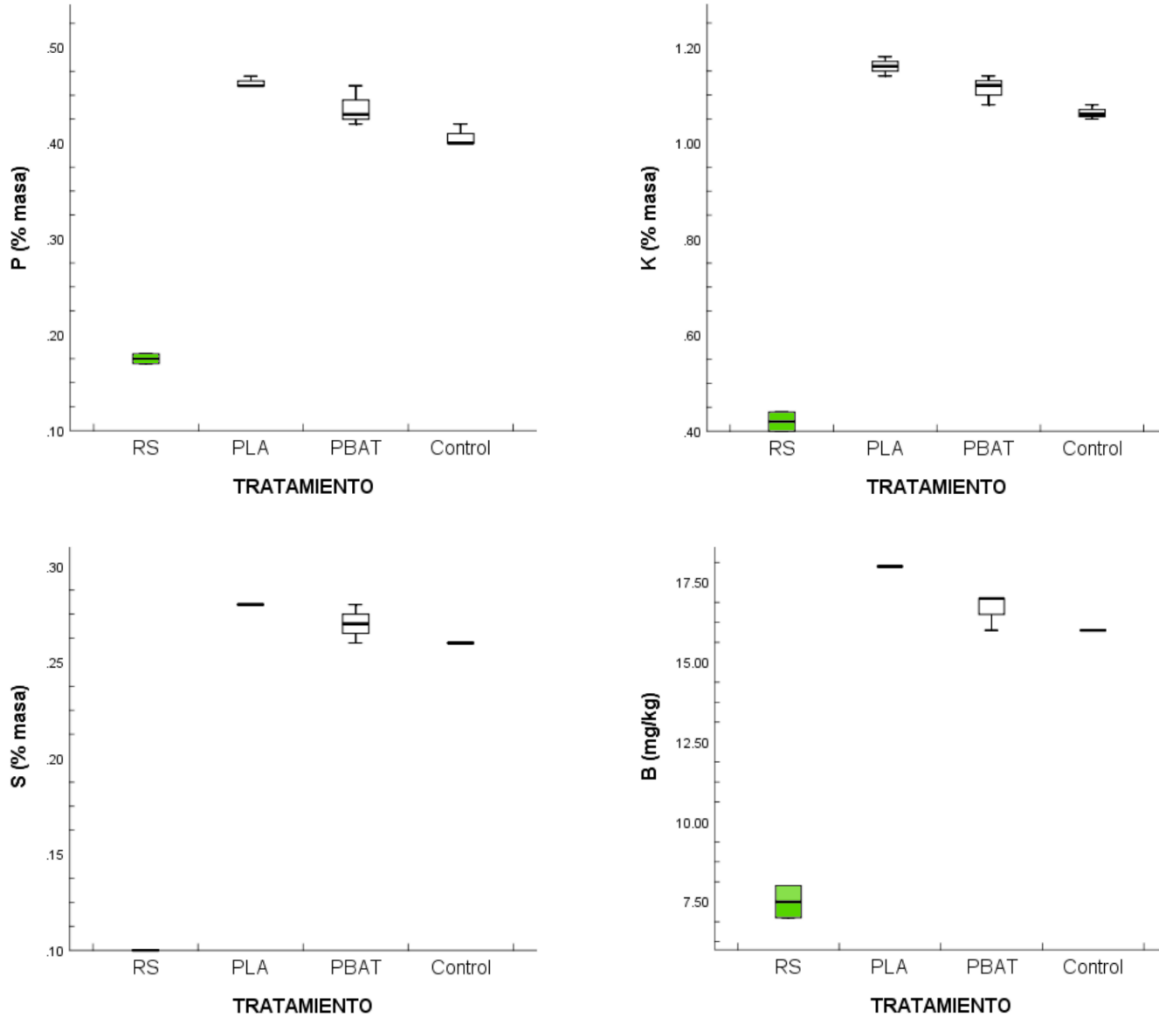 P (% masa)
.50
.40
.30
.20
.10
RS PLA PBAT Control
TRATAMIENTO
K (% masa)
1.20
1.00
.80
.60
.40
RS PLA PBAT Control
TRATAMIENTO
S (% masa)
.30
.25
.20
.15
.10
RS PLA PBAT Control
TRATAMIENTO
B (mg/kg)
17.50
15.00
12.50
10.00
7.50
RS PLA PBAT Control
TRATAMIENTO